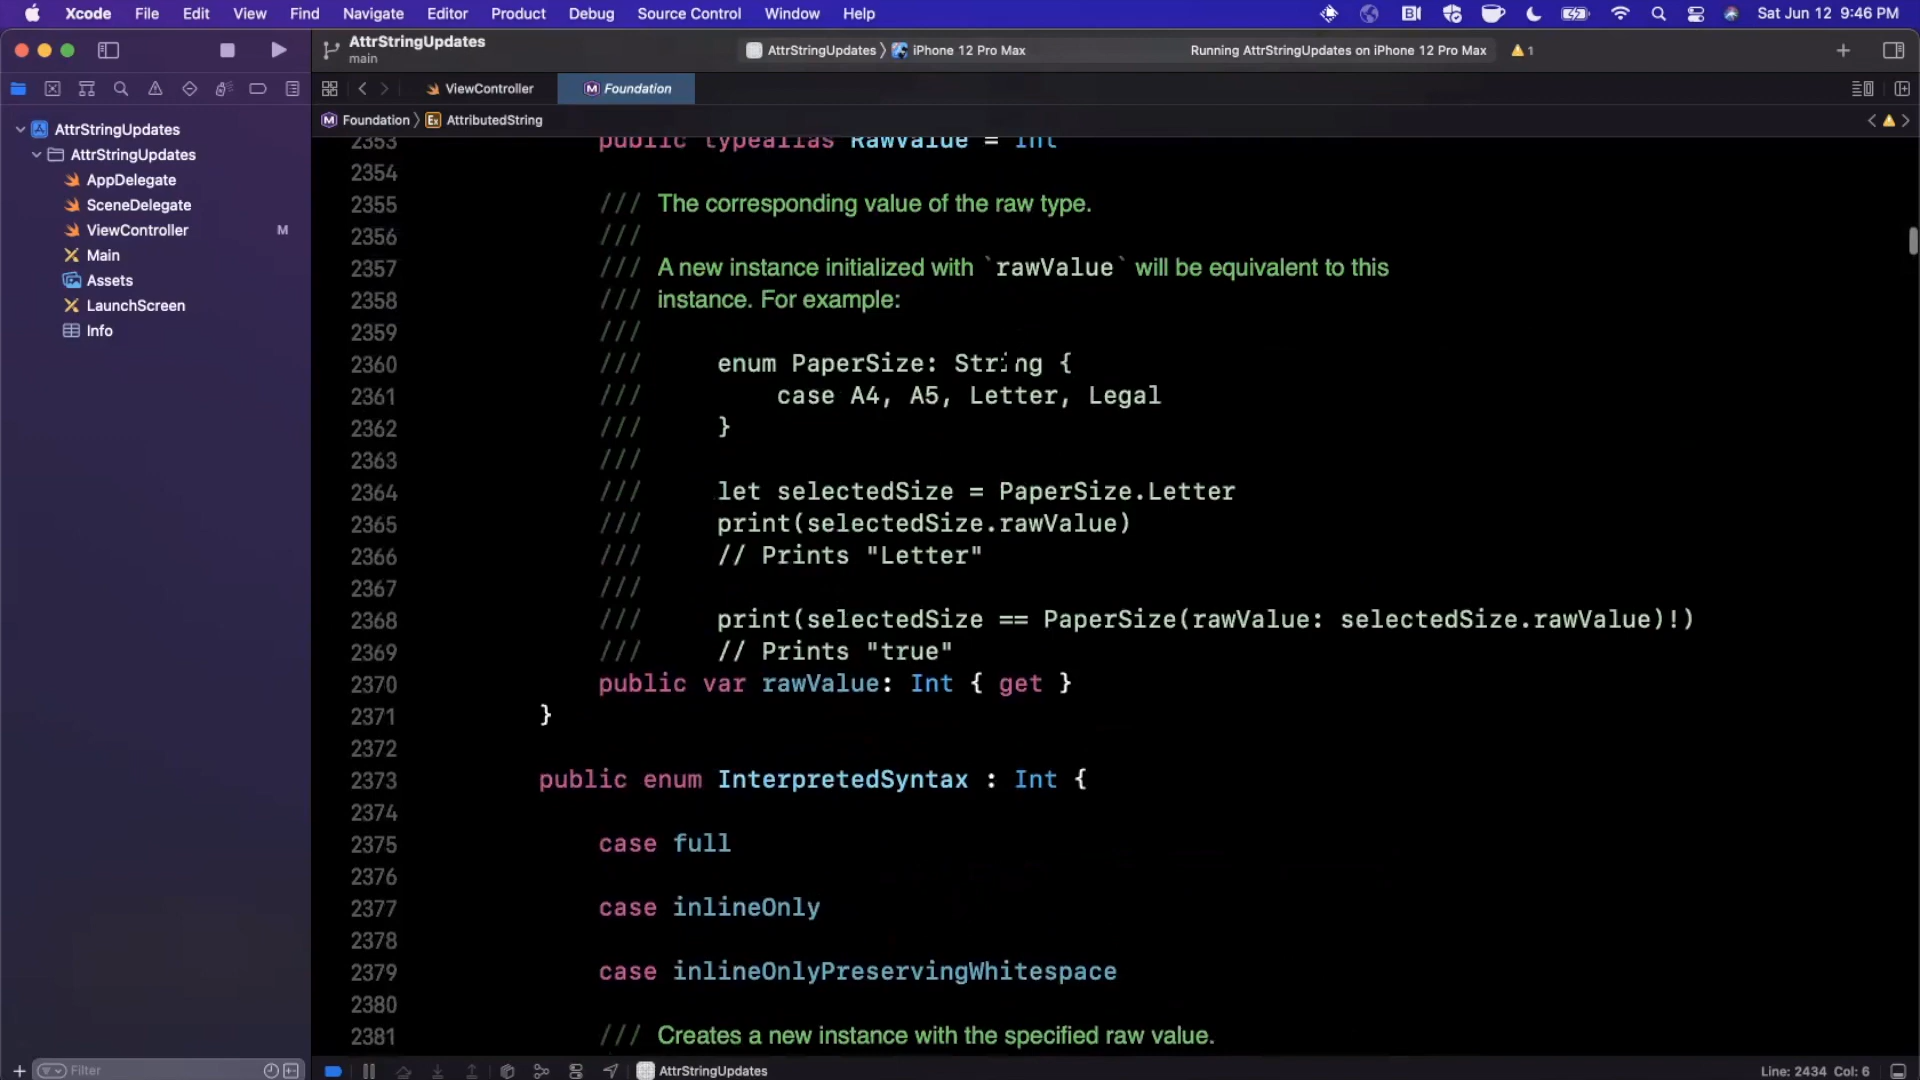 Xcode File Edit View Find Navigate Editor Product Debug Source Control Window Help Sat Jun 12 9:46 PM
AttrStringUpdates
main
AttrStringUpdates iPhone 12 Pro Max
Running AttrStringUpdates on iPhone 12 Pro Max 1
ViewController
Foundation
Foundation AttributedString
AttrStringUpdates
AttrStringUpdates
AppDelegate
SceneDelegate
ViewController M
Main
Assets
LaunchScreen
Info
Filter
2353 public typealias RawValue = Int
2354
2355 /// The corresponding value of the raw type.
2356 ///
2357 /// A new instance initialized with `rawValue` will be equivalent to this
2358 /// instance. For example:
2359 ///
2360 /// enum PaperSize: String {
2361 /// case A4, A5, Letter, Legal
2362 /// }
2363 ///
2364 /// let selectedSize = PaperSize.Letter
2365 /// print(selectedSize.rawValue)
2366 /// // Prints "Letter"
2367 ///
2368 /// print(selectedSize == PaperSize(rawValue: selectedSize.rawValue)!)
2369 /// // Prints "true"
2370 public var rawValue: Int { get }
2371 }
2372
2373 public enum InterpretedSyntax : Int {
2374
2375 case full
2376
2377 case inlineOnly
2378
2379 case inlineOnlyPreservingWhitespace
2380
2381 /// Creates a new instance with the specified raw value.
AttrStringUpdates
Line: 2434 Col: 6